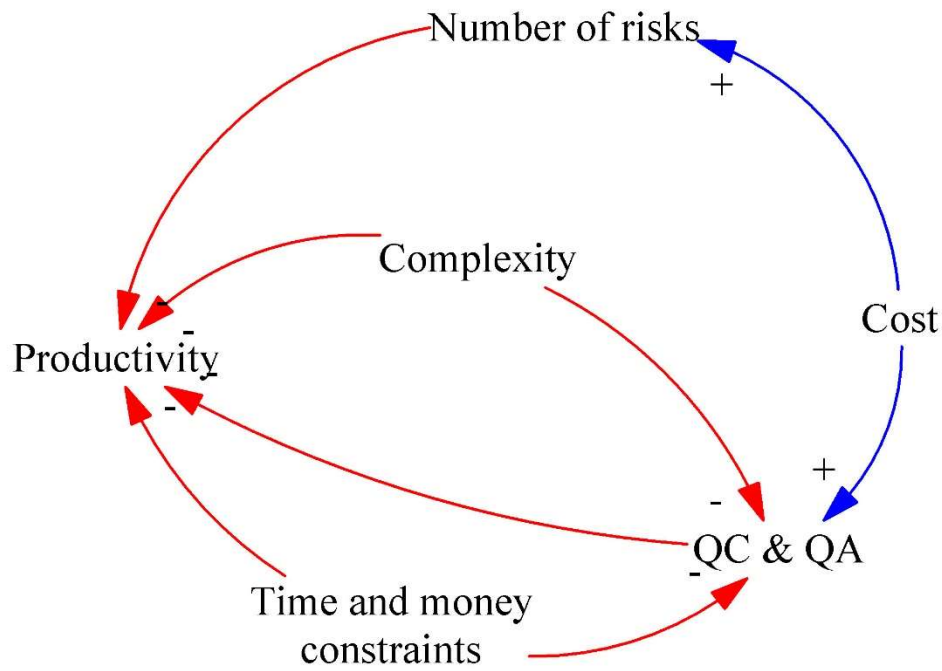 Number of risks
+
Complexity
Cost
-
-
Productivity
-
-
+
-
QC & QA
-
Time and money
constraints